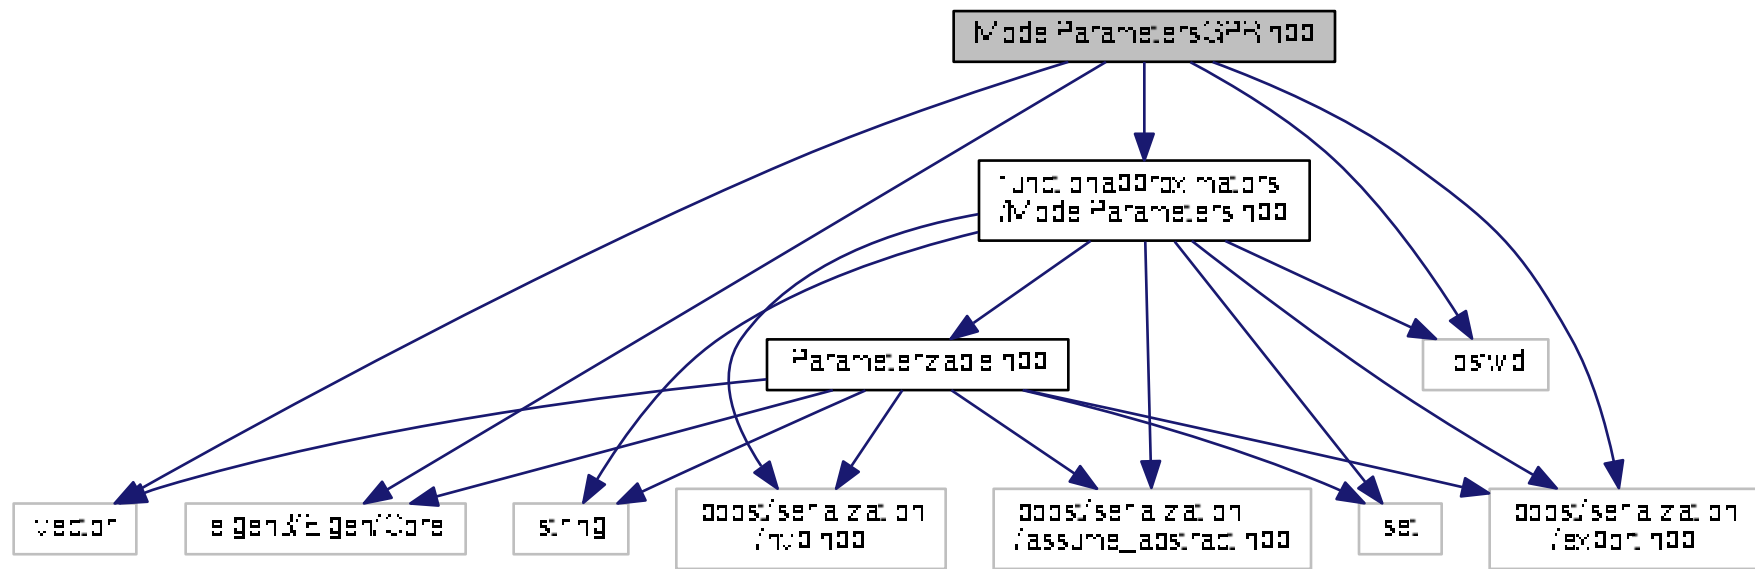 ModelParametersGPR.hpp
functionapproximators
/ModelParameters.hpp
Parameterizable.hpp
iosfwd
vector
eigen3/Eigen/Core
string
boost/serialization
/nvp.hpp
boost/serialization
/assume_abstract.hpp
set
boost/serialization
/export.hpp